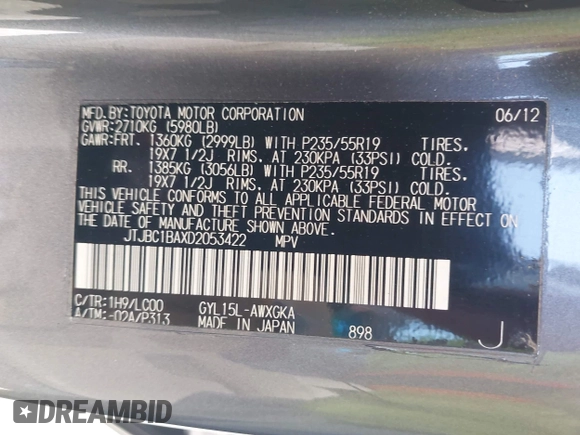 MFD.BY:TOYOTA MOTOR CORPORATION 06/12
GVWR:2710KG (5980LB)
GAWR:FRT. 1360KG (2999LB) WITH P235/55R19 TIRES,
19X7 1/2J RIMS, AT 230KPA (33PSI) COLD.
RR. 1385KG (3056LB) WITH P235/55R19 TIRES,
19X7 1/2J RIMS, AT 230KPA (33PSI) COLD.
THIS VEHICLE CONFORMS TO ALL APPLICABLE FEDERAL MOTOR
VEHICLE SAFETY AND THEFT PREVENTION STANDARDS IN EFFECT ON
THE DATE OF MANUFACTURE SHOWN ABOVE.
JTJBC1BAXD2053422 MPV
C/TR:1H9/LC00 GYL15L-AWXGKA
A/TM:-02A/P313 MADE IN JAPAN 898 J
DREAMBID